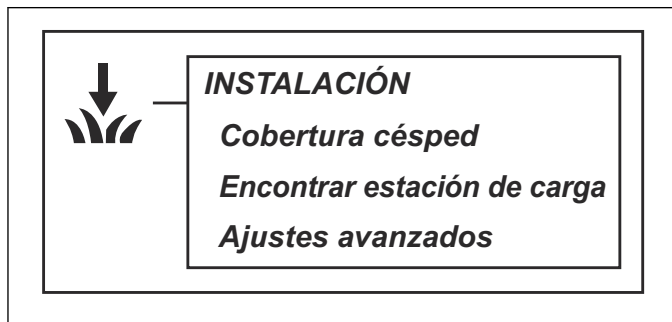 INSTALACIÓN
Cobertura césped
Encontrar estación de carga
Ajustes avanzados